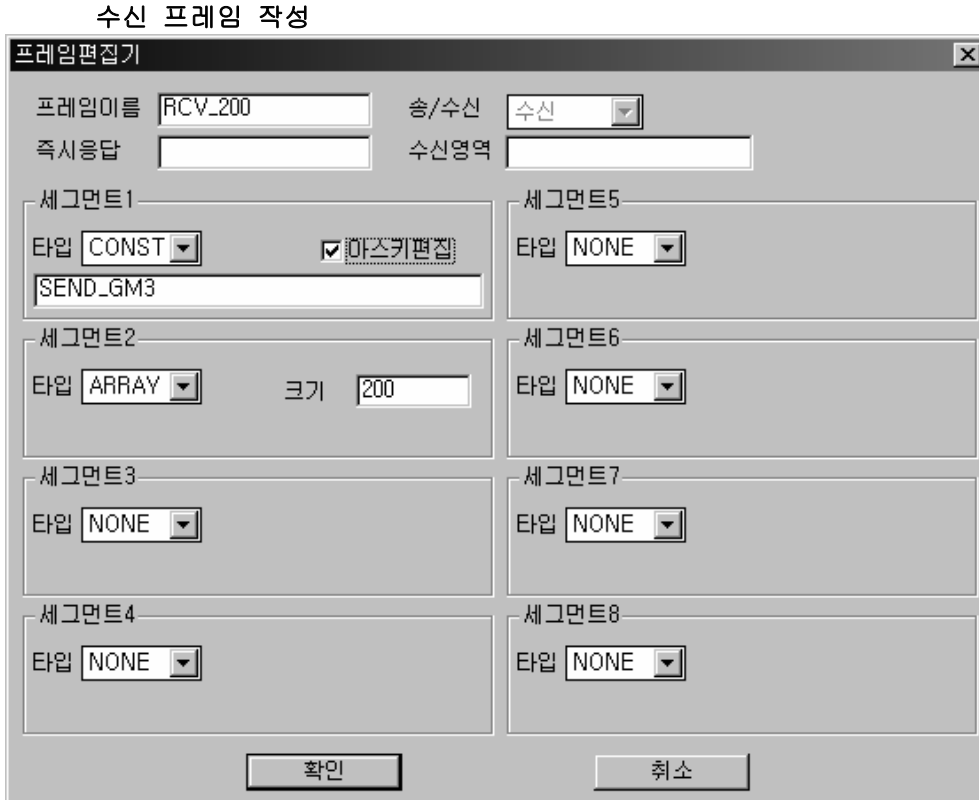 수신 프레임 작성
프레임편집기
프레임이름 RCV_200 송/수신 수신
즉시응답 수신영역
세그먼트1 세그먼트5
타입 CONST 아스키편집 타입 NONE
SEND_GM3
세그먼트2 세그먼트6
타입 ARRAY 크기 200 타입 NONE
세그먼트3 세그먼트7
타입 NONE 타입 NONE
세그먼트4 세그먼트8
타입 NONE 타입 NONE
확인 취소